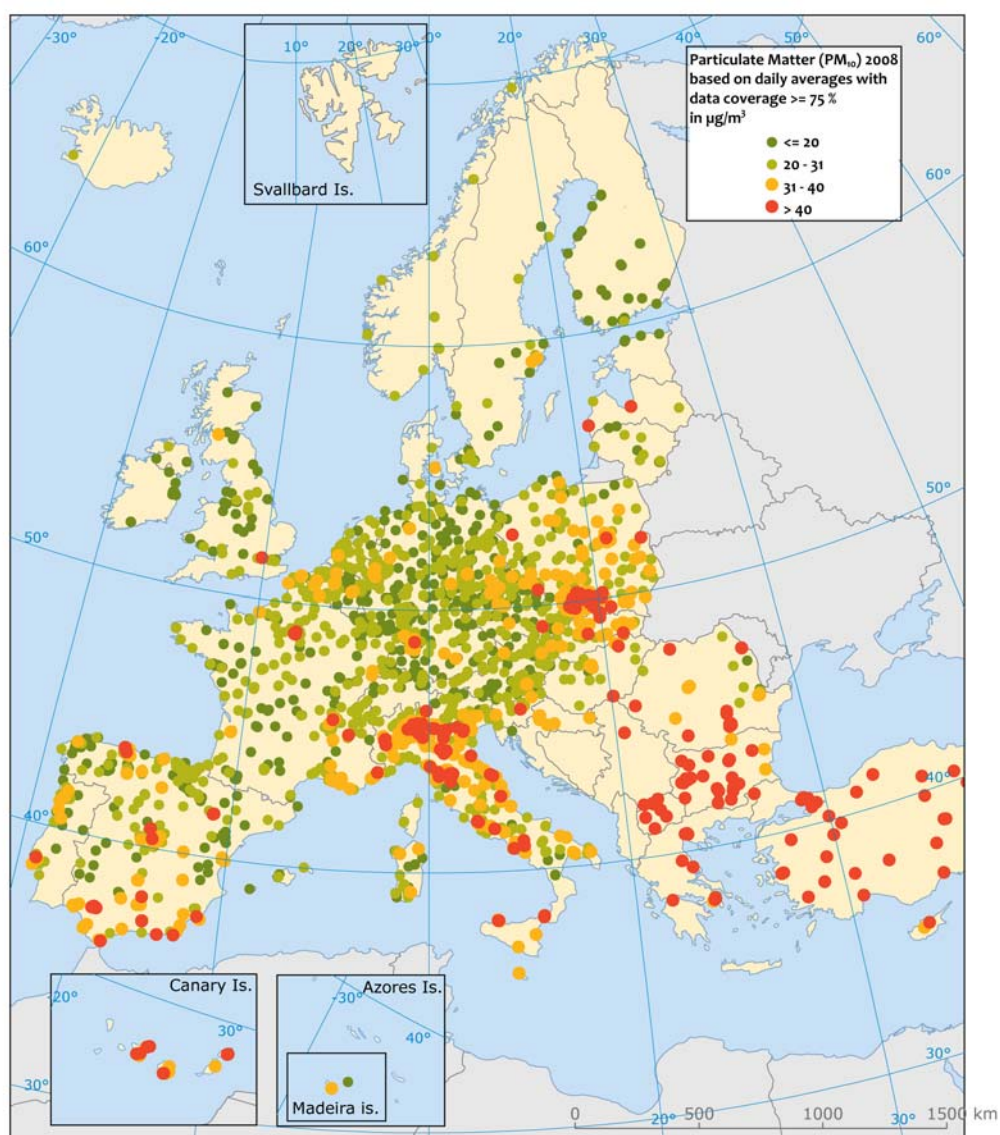 -30°
-20°
10°
20°
30°
0°
20°
30°
40°
50°
60°
Svallbard Is.
Particulate Matter (PM₁₀) 2008
based on daily averages with
data coverage >= 75 %
in µg/m³
<= 20
20 - 31
31 - 40
> 40
60°
60°
50°
50°
40°
40°
30°
30°
Canary Is.
-20°
30°
Azores Is.
-30°
40°
Madeira is.
0
500
1000
1500 km
20°
30°